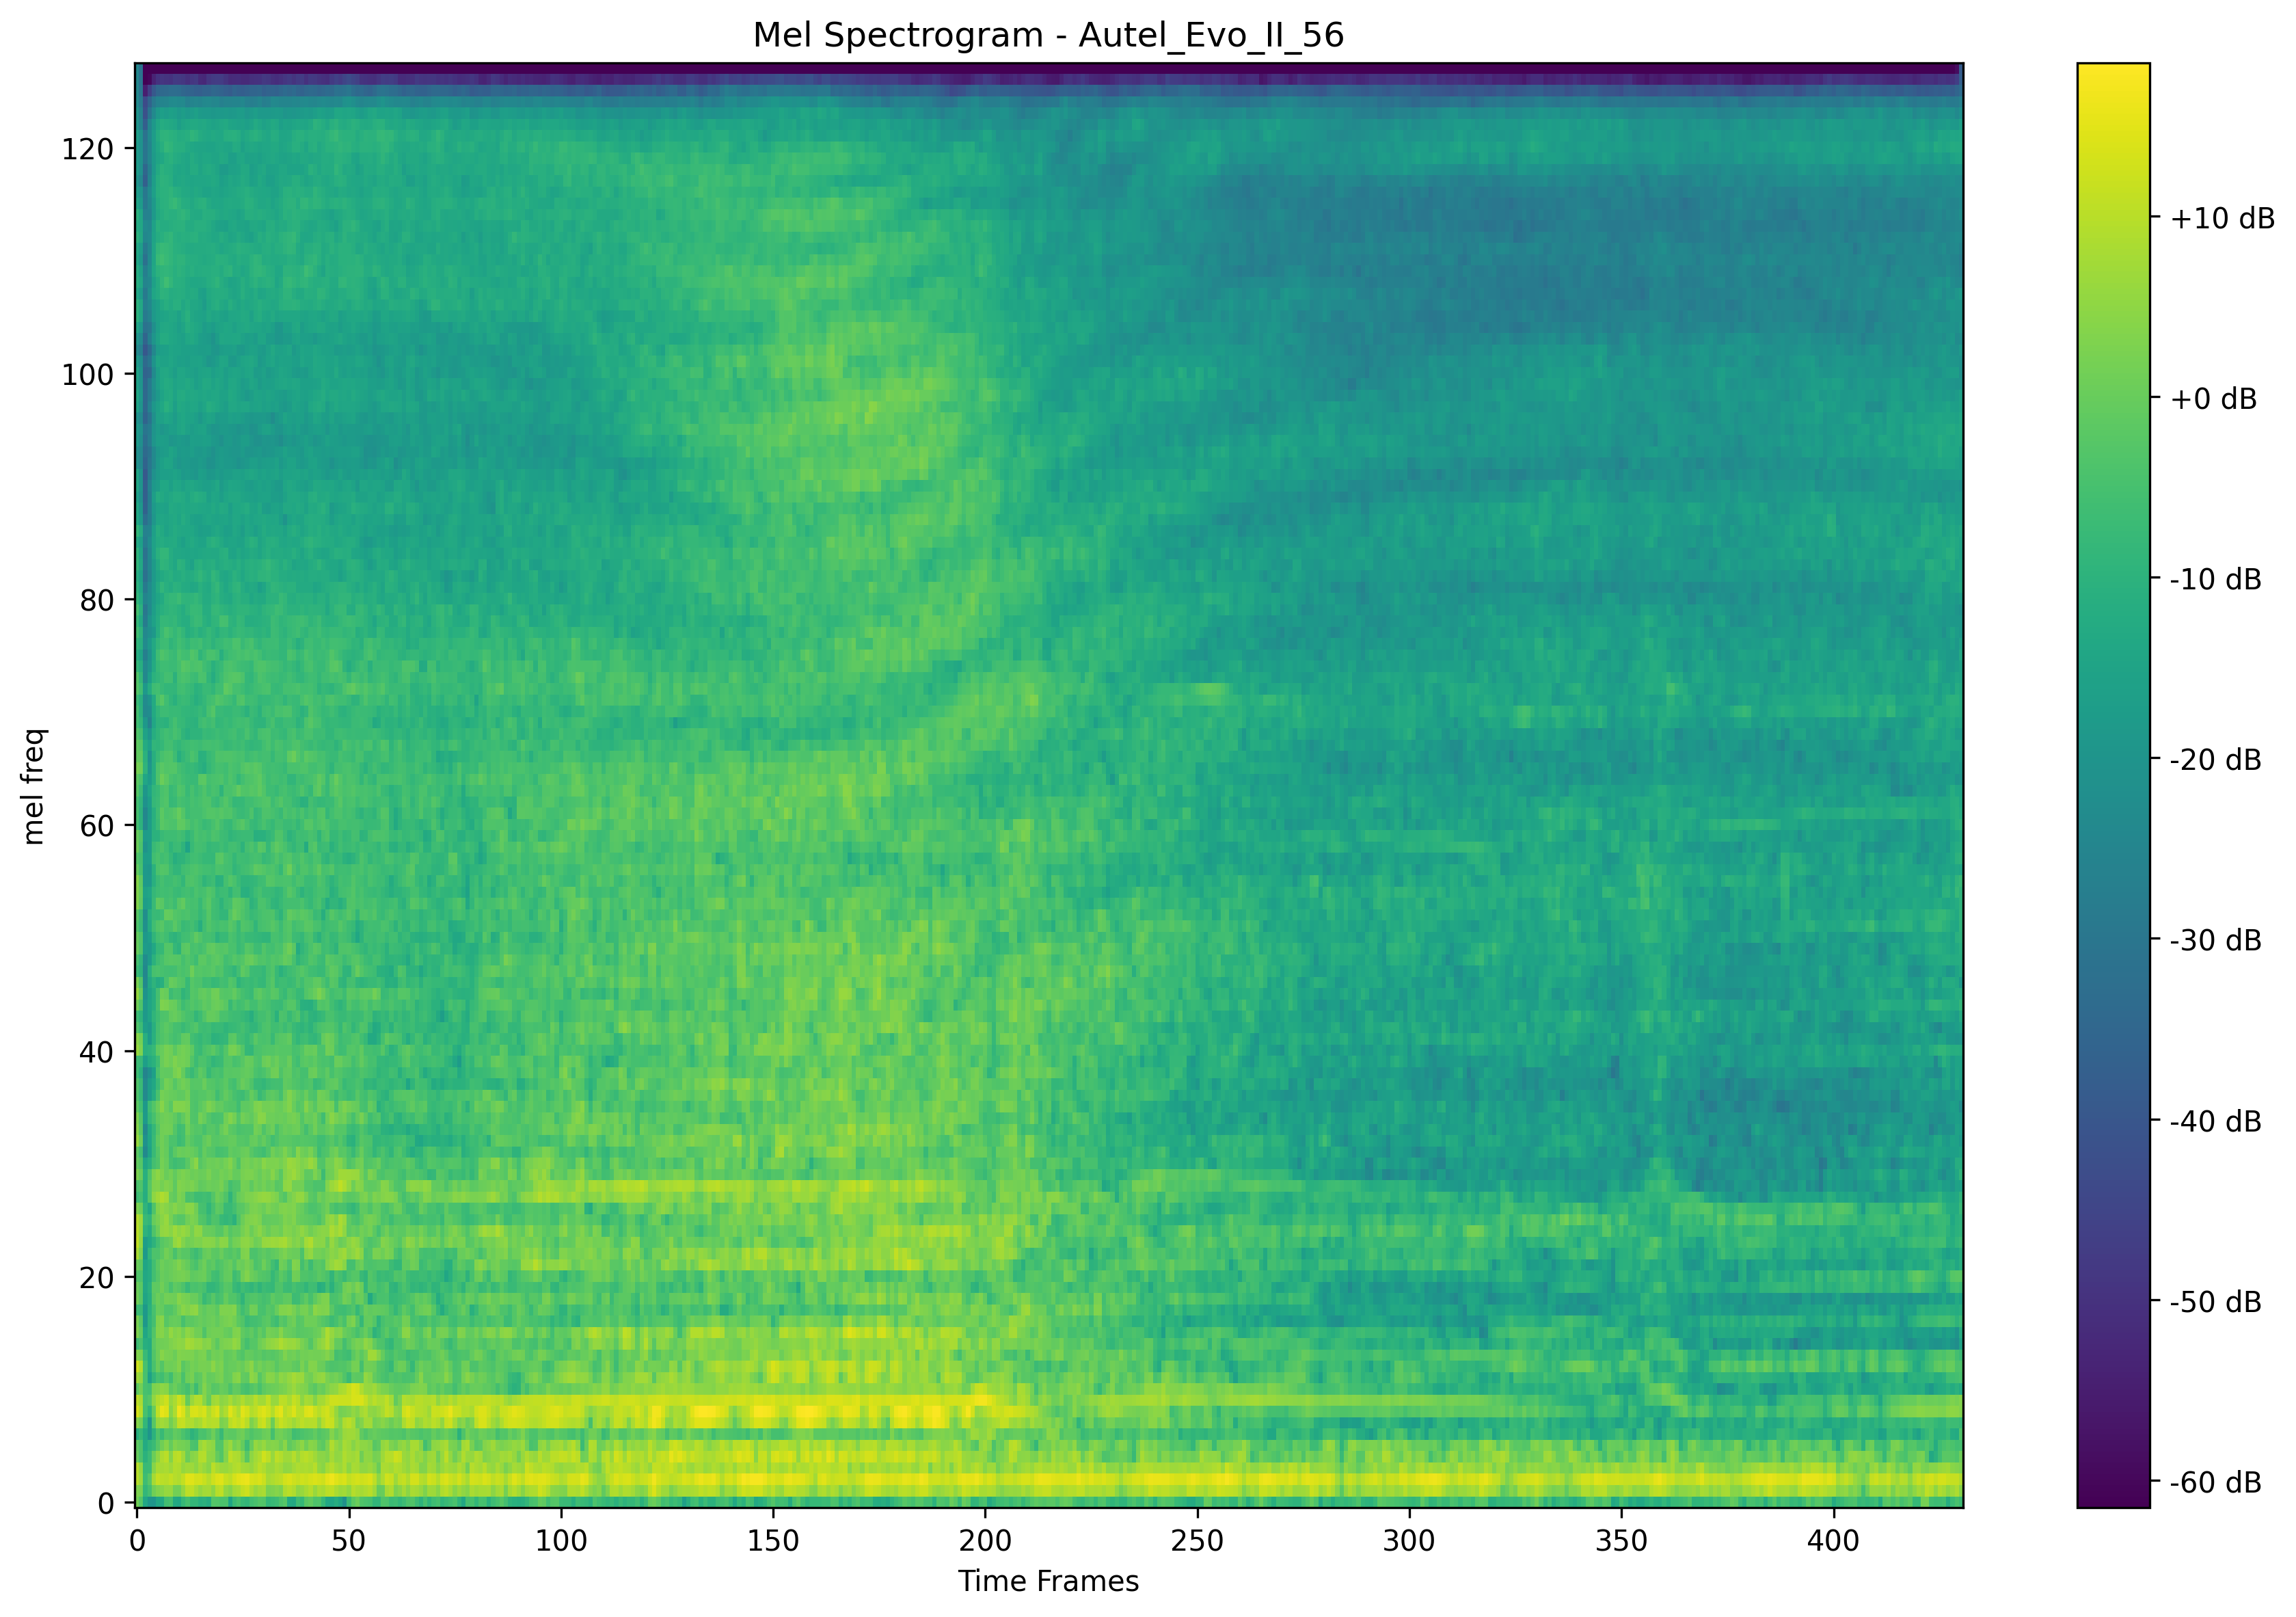 Mel Spectrogram - Autel_Evo_II_56
mel freq
120
100
80
60
40
20
0
0 50 100 150 200 250 300 350 400
Time Frames
+10 dB
+0 dB
-10 dB
-20 dB
-30 dB
-40 dB
-50 dB
-60 dB